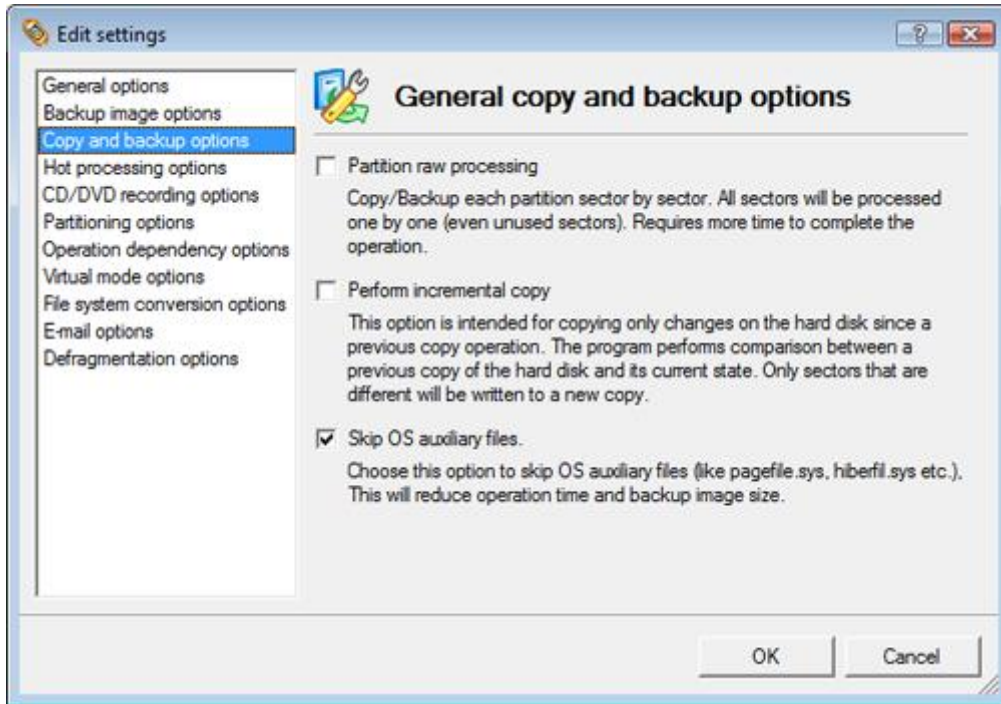 Edit settings
General options
Backup image options
Copy and backup options
Hot processing options
CD/DVD recording options
Partitioning options
Operation dependency options
Virtual mode options
File system conversion options
E-mail options
Defragmentation options
General copy and backup options
Partition raw processing
Copy/Backup each partition sector by sector. All sectors will be processed
one by one (even unused sectors). Requires more time to complete the
operation.
Perform incremental copy
This option is intended for copying only changes on the hard disk since a
previous copy operation. The program performs comparison between a
previous copy of the hard disk and its current state. Only sectors that are
different will be written to a new copy.
Skip OS auxiliary files.
Choose this option to skip OS auxiliary files (like pagefile.sys, hiberfil.sys etc.),
This will reduce operation time and backup image size.
OK
Cancel